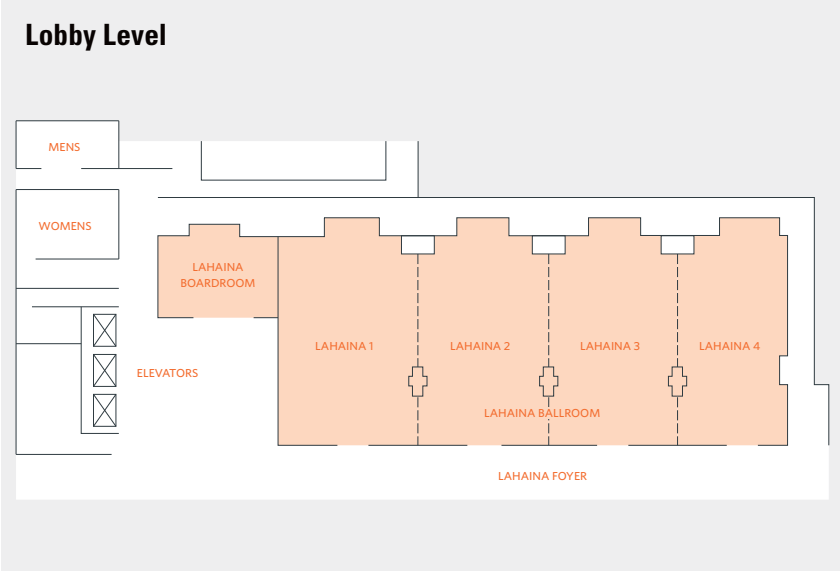 Lobby Level
MENS
WOMENS
LAHAINA
BOARDROOM
LAHAINA 1
LAHAINA 2
LAHAINA 3
LAHAINA 4
ELEVATORS
LAHAINA BALLROOM
LAHAINA FOYER